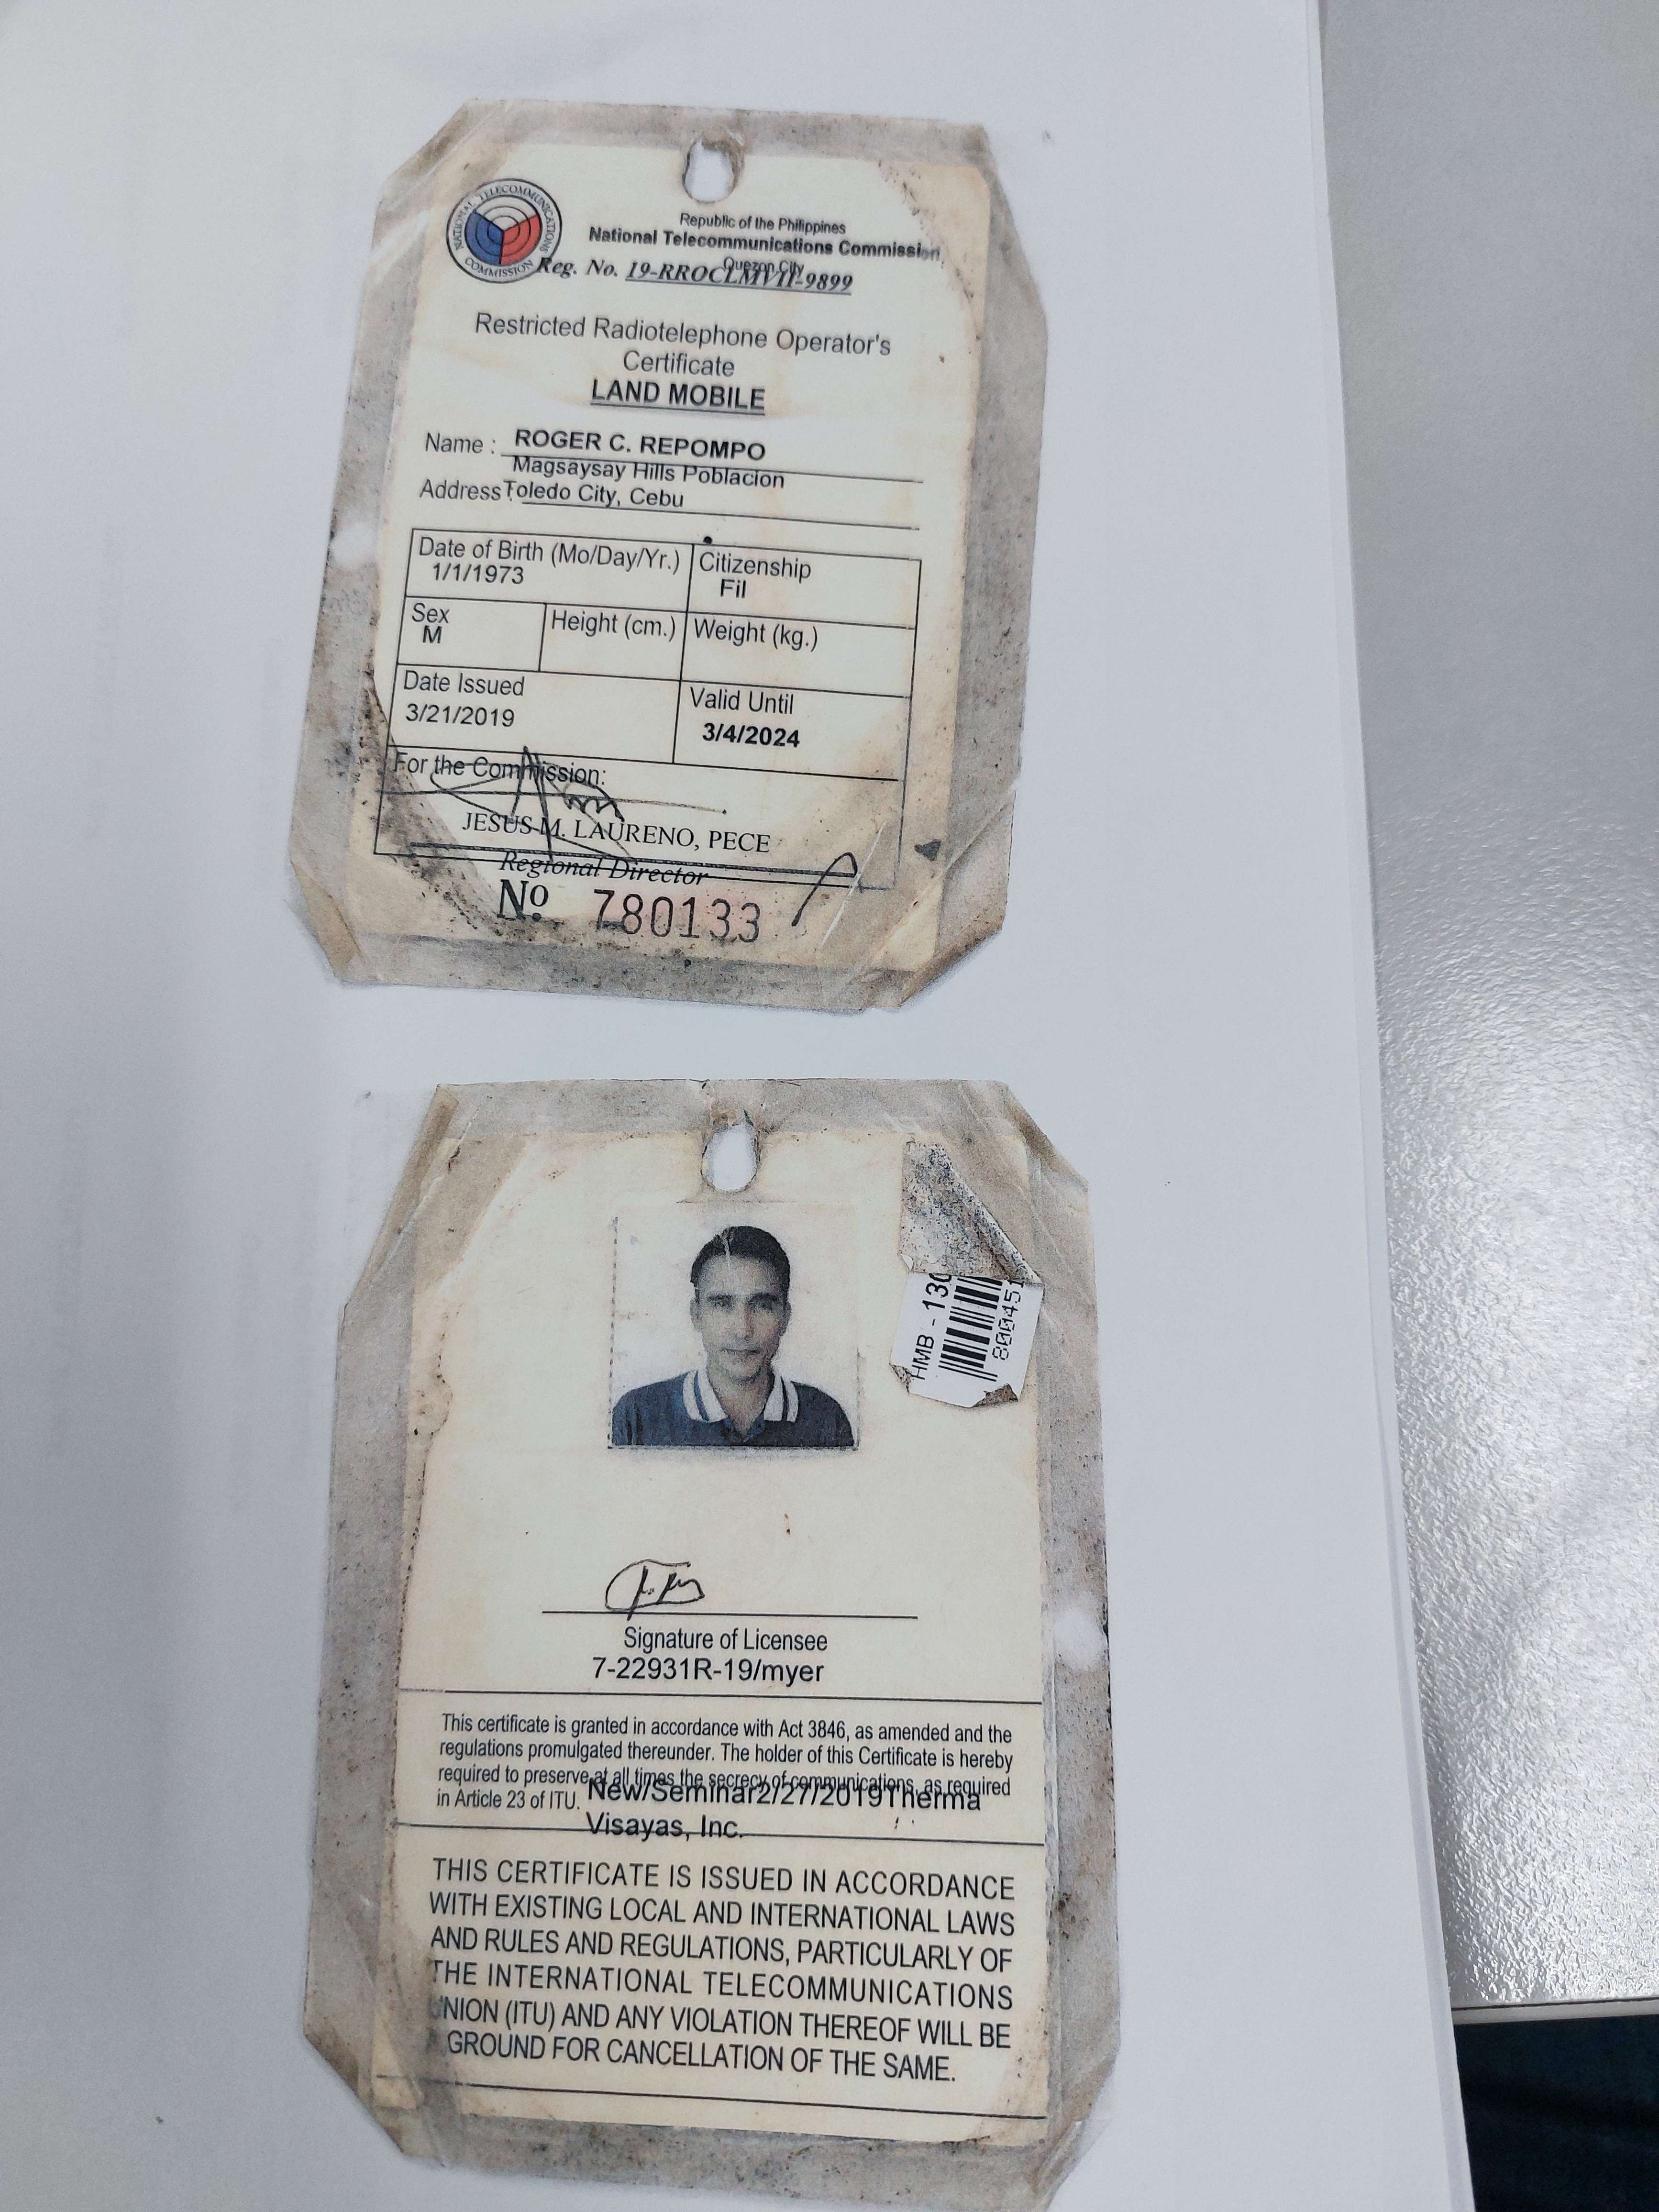 NATIONAL TELECOMMUNICATIONS COMMISSION
Republic of the Philippines
National Telecommunications Commission
Quezon City
Reg. No. 19-RROCLMVII-9899
Restricted Radiotelephone Operator's
Certificate
LAND MOBILE
Name : ROGER C. REPOMPO
Magsaysay Hills Poblacion
Address : Toledo City, Cebu
Date of Birth (Mo/Day/Yr.) Citizenship
1/1/1973 Fil
Sex Height (cm.) Weight (kg.)
M
Date Issued Valid Until
3/21/2019 3/4/2024
For the Commission:
JESUS M. LAURENO, PECE
Regional Director
No. 780133
HMB - 130
800451
Signature of Licensee
7-22931R-19/myer
This certificate is granted in accordance with Act 3846, as amended and the
regulations promulgated thereunder. The holder of this Certificate is hereby
required to preserve at all times the secrecy of communications, as required
in Article 23 of ITU.
New/Seminar2/27/2019Therma
Visayas, Inc.
THIS CERTIFICATE IS ISSUED IN ACCORDANCE
WITH EXISTING LOCAL AND INTERNATIONAL LAWS
AND RULES AND REGULATIONS, PARTICULARLY OF
THE INTERNATIONAL TELECOMMUNICATIONS
UNION (ITU) AND ANY VIOLATION THEREOF WILL BE
A GROUND FOR CANCELLATION OF THE SAME.